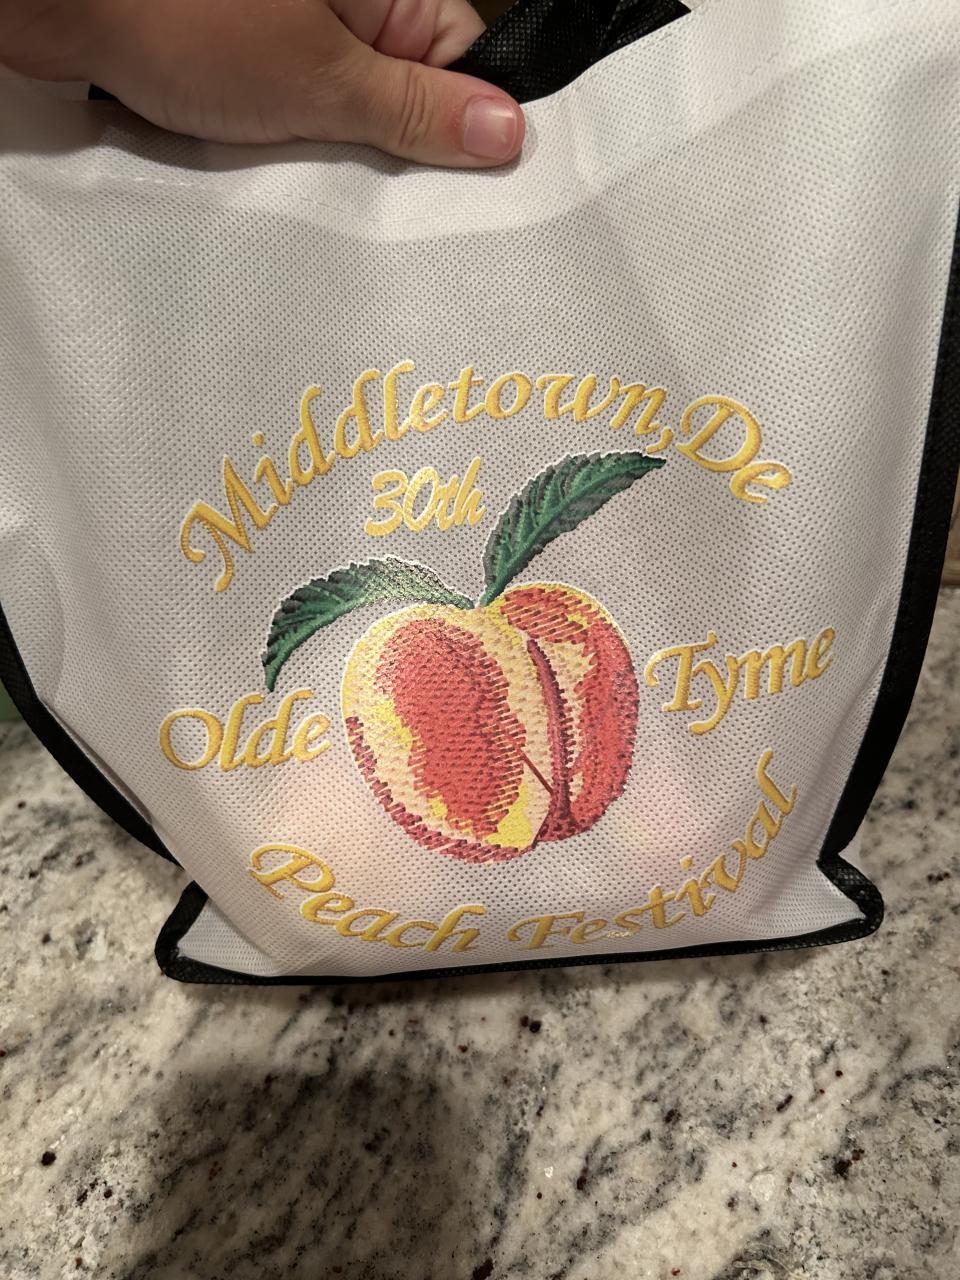 Middletown, De
30th
Olde Tyme
Peach Festival